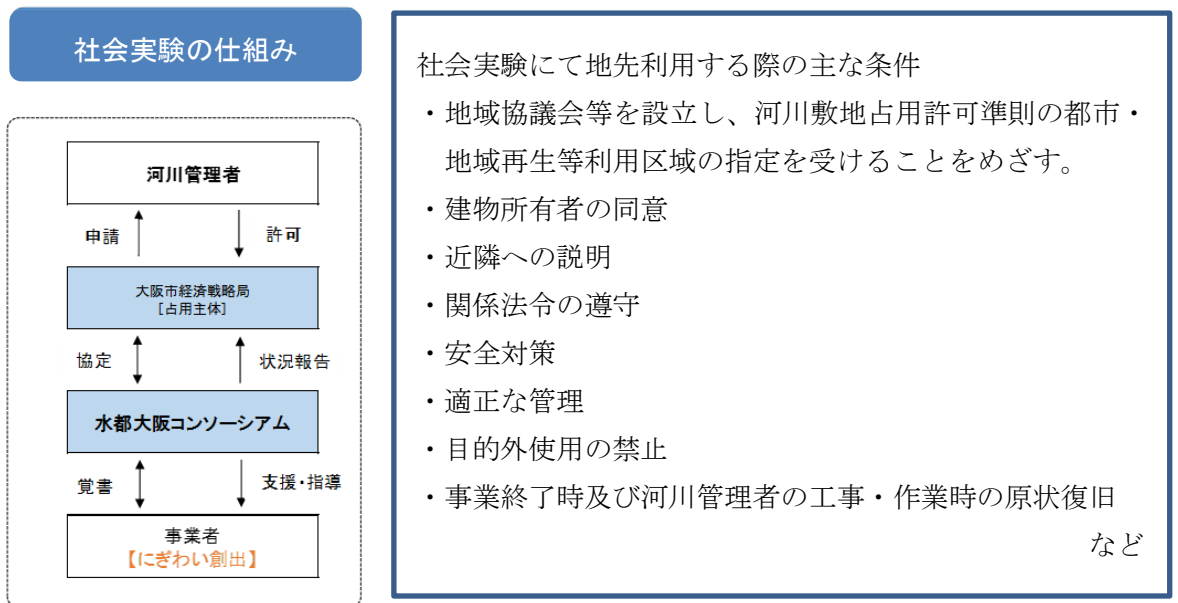 社会実験の仕組み
河川管理者
申請
許可
大阪市経済戦略局
［占用主体］
協定
状況報告
水都大阪コンソーシアム
覚書
支援・指導
事業者
【にぎわい創出】
社会実験にて地先利用する際の主な条件
・地域協議会等を設立し、河川敷地占用許可準則の都市・
地域再生等利用区域の指定を受けることをめざす。
・建物所有者の同意
・近隣への説明
・関係法令の遵守
・安全対策
・適正な管理
・目的外使用の禁止
・事業終了時及び河川管理者の工事・作業時の原状復旧
など